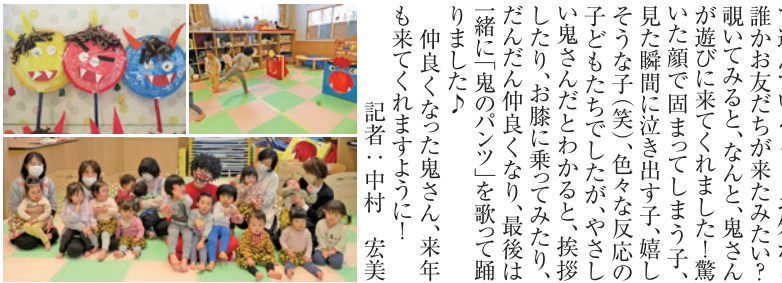 誰かお友だちが来たみたい?
覗いてみると、なんと、鬼さん
が遊びに来てくれました!驚
いた顔で固まってしまう子、
見た瞬間に泣き出す子、嬉し
そうな子(笑)、色々な反応の
子どもたちでしたが、やさし
い鬼さんだとわかると、挨拶
したり、お膝に乗ってみたり、
だんだん仲良くなり、最後は
一緒に「鬼のパンツ」を歌って踊
りました♪
仲良くなった鬼さん、来年
も来てくれますように!
記者:中村 宏美